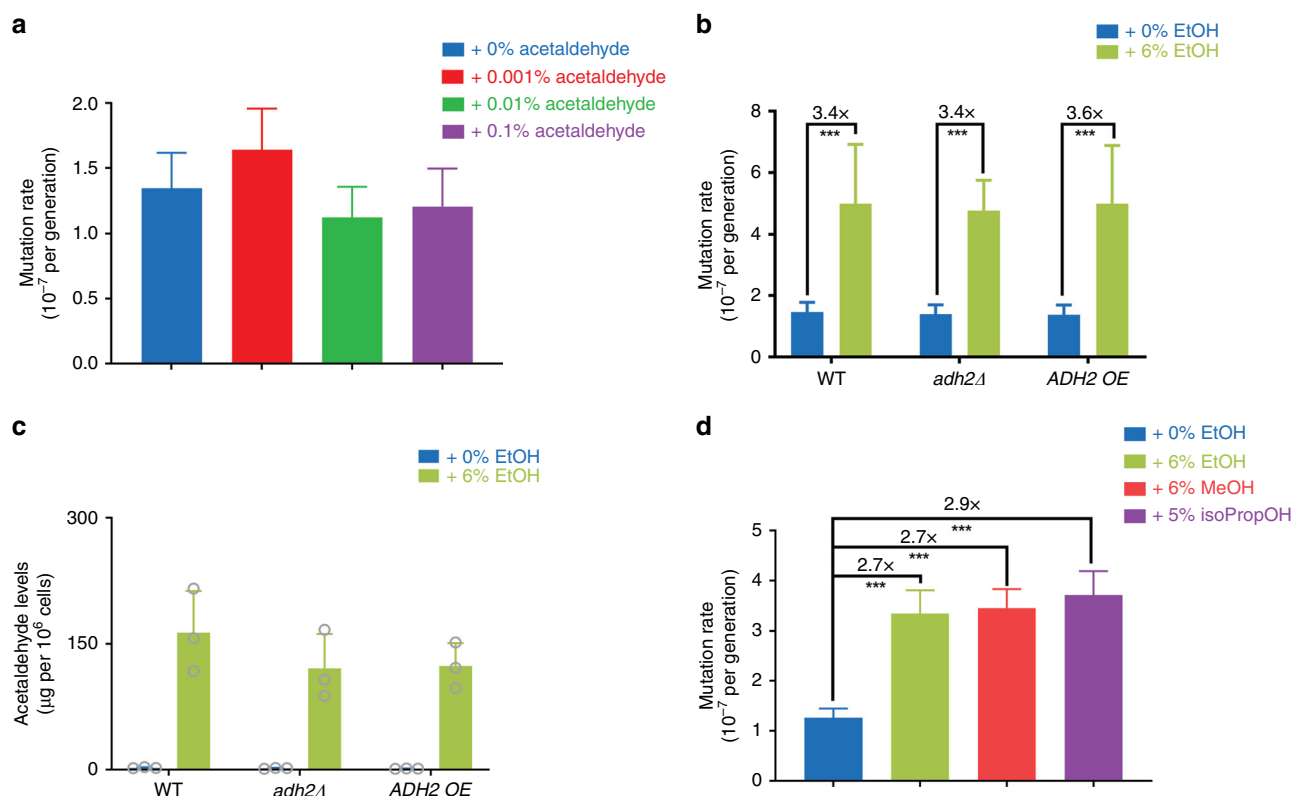 a
+ 0% acetaldehyde
+ 0.001% acetaldehyde
+ 0.01% acetaldehyde
+ 0.1% acetaldehyde
2.0
1.5
1.0
0.5
0.0
Mutation rate
(10⁻⁷ per generation)
b
+ 0% EtOH
+ 6% EtOH
8
6
4
2
0
Mutation rate
(10⁻⁷ per generation)
3.4×
***
3.4×
***
3.6×
***
WT
adh2Δ
ADH2 OE
c
+ 0% EtOH
+ 6% EtOH
300
150
0
Acetaldehyde levels
(µg per 10⁶ cells)
WT
adh2Δ
ADH2 OE
d
+ 0% EtOH
+ 6% EtOH
+ 6% MeOH
+ 5% isoPropOH
5
4
3
2
1
0
Mutation rate
(10⁻⁷ per generation)
2.9×
***
2.7×
***
2.7×
***